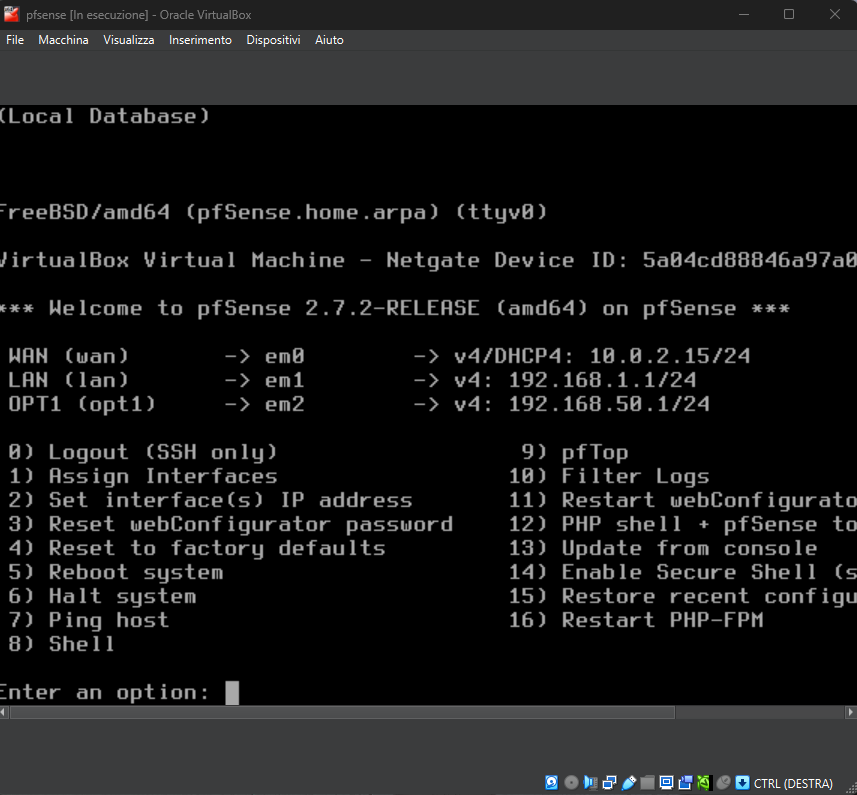 pfsense [In esecuzione] - Oracle VirtualBox
File Macchina Visualizza Inserimento Dispositivi Aiuto
(Local Database)
FreeBSD/amd64 (pfSense.home.arpa) (ttyv0)
VirtualBox Virtual Machine - Netgate Device ID: 5a04cd88846a97a0
*** Welcome to pfSense 2.7.2-RELEASE (amd64) on pfSense ***
WAN (wan) -> em0 -> v4/DHCP4: 10.0.2.15/24
LAN (lan) -> em1 -> v4: 192.168.1.1/24
OPT1 (opt1) -> em2 -> v4: 192.168.50.1/24
0) Logout (SSH only) 9) pfTop
1) Assign Interfaces 10) Filter Logs
2) Set interface(s) IP address 11) Restart webConfigurato
3) Reset webConfigurator password 12) PHP shell + pfSense to
4) Reset to factory defaults 13) Update from console
5) Reboot system 14) Enable Secure Shell (s
6) Halt system 15) Restore recent configu
7) Ping host 16) Restart PHP-FPM
8) Shell
Enter an option:
CTRL (DESTRA)